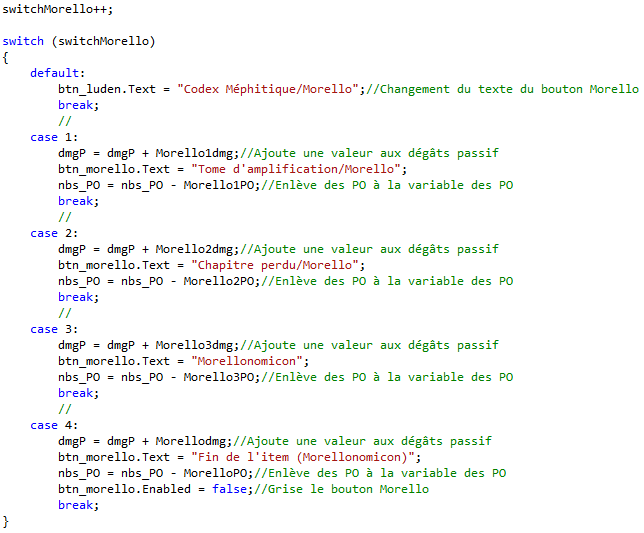 switchMorello++;
switch (switchMorello)
{
default:
btn_luden.Text = "Codex Méphitique/Morello";//Changement du texte du bouton Morello
break;
//
case 1:
dmgP = dmgP + Morello1dmg;//Ajoute une valeur aux dégâts passif
btn_morello.Text = "Tome d'amplification/Morello";
nbs_PO = nbs_PO - Morello1PO;//Enlève des PO à la variable des PO
break;
//
case 2:
dmgP = dmgP + Morello2dmg;//Ajoute une valeur aux dégâts passif
btn_morello.Text = "Chapitre perdu/Morello";
nbs_PO = nbs_PO - Morello2PO;//Enlève des PO à la variable des PO
break;
//
case 3:
dmgP = dmgP + Morello3dmg;//Ajoute une valeur aux dégâts passif
btn_morello.Text = "Morellonomicon";
nbs_PO = nbs_PO - Morello3PO;//Enlève des PO à la variable des PO
break;
//
case 4:
dmgP = dmgP + Morellodmg;//Ajoute une valeur aux dégâts passif
btn_morello.Text = "Fin de l'item (Morellonomicon)";
nbs_PO = nbs_PO - MorelloPO;//Enlève des PO à la variable des PO
btn_morello.Enabled = false;//Grise le bouton Morello
break;
}